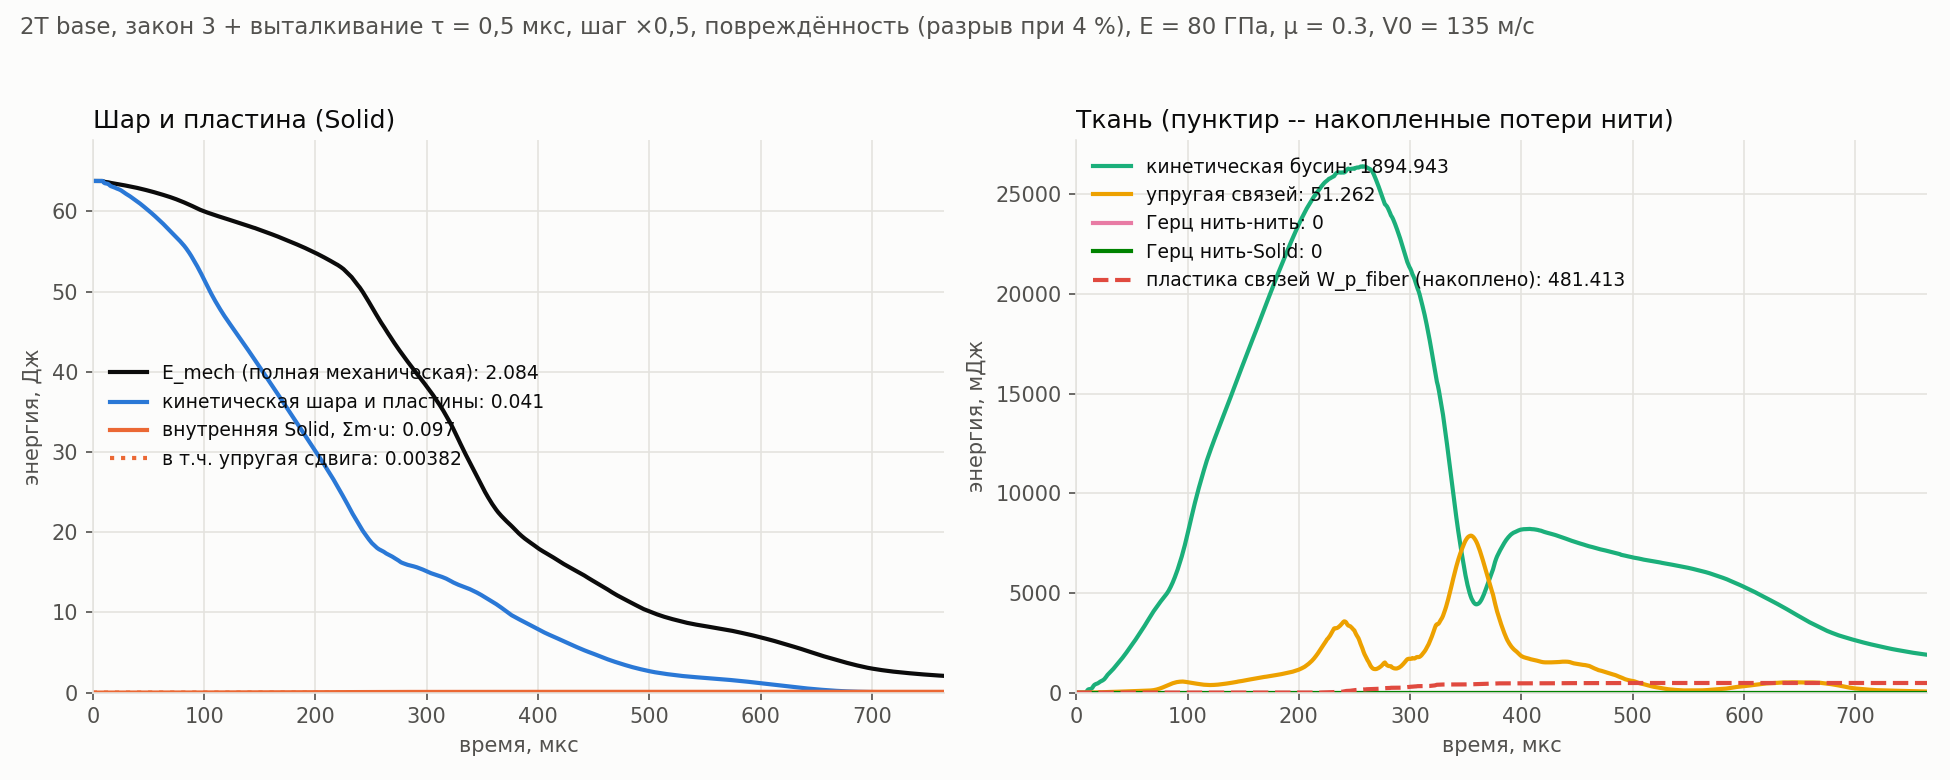 2T base, закон 3 + выталкивание τ = 0,5 мкс, шаг ×0,5, повреждённость (разрыв при 4 %), E = 80 ГПа, μ = 0.3, V0 = 135 м/с
Шар и пластина (Solid)
энергия, Дж
60
50
40
30
20
10
0
E_mech (полная механическая): 2.084
кинетическая шара и пластины: 0.041
внутренняя Solid, Σm·u: 0.097
в т.ч. упругая сдвига: 0.00382
0 100 200 300 400 500 600 700
время, мкс
Ткань (пунктир -- накопленные потери нити)
энергия, мДж
25000
20000
15000
10000
5000
0
кинетическая бусин: 1894.943
упругая связей: 51.262
Герц нить-нить: 0
Герц нить-Solid: 0
пластика связей W_p_fiber (накоплено): 481.413
0 100 200 300 400 500 600 700
время, мкс